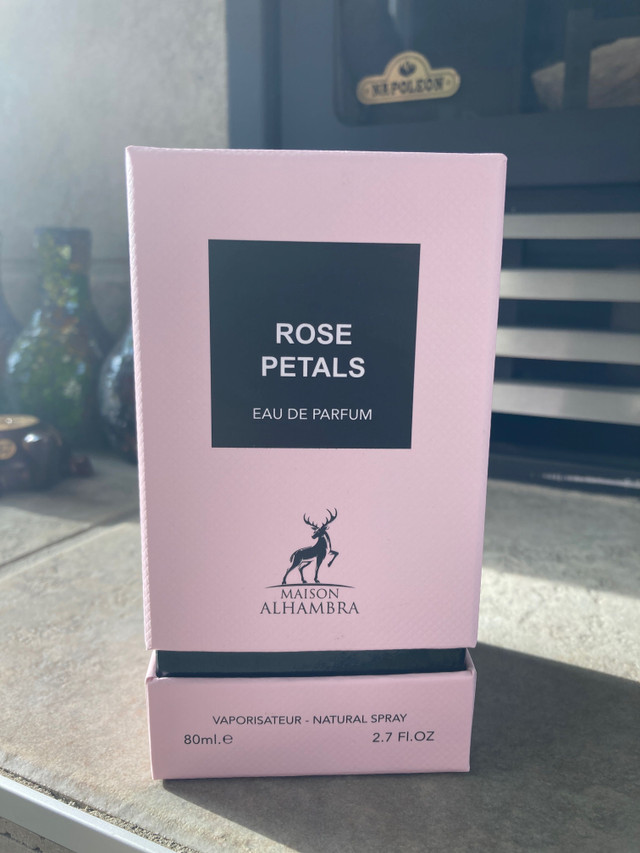 NAPOLEON
ROSE
PETALS
EAU DE PARFUM
MAISON
ALHAMBRA
VAPORISATEUR - NATURAL SPRAY
80ml.e 2.7 Fl.OZ